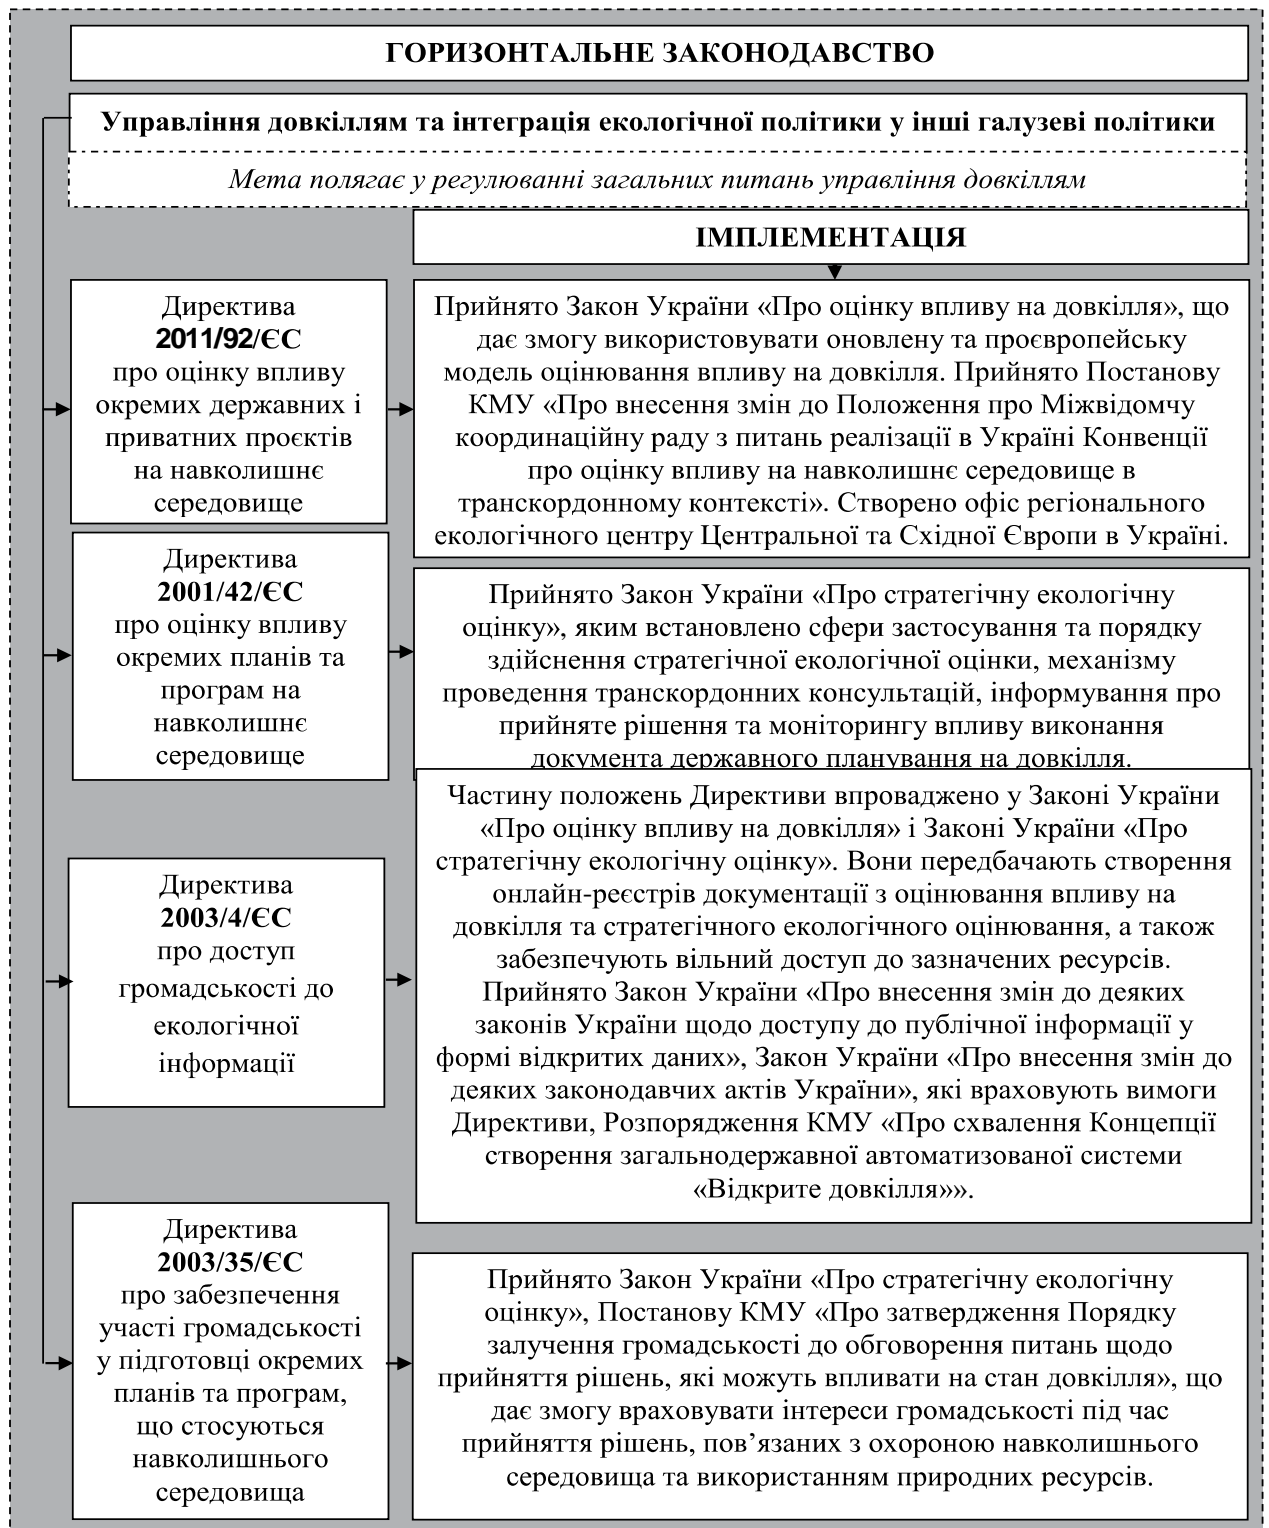 ГОРИЗОНТАЛЬНЕ ЗАКОНОДАВСТВО
Управління довкіллям та інтеграція екологічної політики у інші галузеві політики
Мета полягає у регулюванні загальних питань управління довкіллям
ІМПЛЕМЕНТАЦІЯ
Директива
2011/92/ЄС
про оцінку впливу
окремих державних і
приватних проєктів
на навколишнє
середовище
Прийнято Закон України «Про оцінку впливу на довкілля», що
дає змогу використовувати оновлену та проєвропейську
модель оцінювання впливу на довкілля. Прийнято Постанову
КМУ «Про внесення змін до Положення про Міжвідомчу
координаційну раду з питань реалізації в Україні Конвенції
про оцінку впливу на навколишнє середовище в
транскордонному контексті». Створено офіс регіонального
екологічного центру Центральної та Східної Європи в Україні.
Директива
2001/42/ЄС
про оцінку впливу
окремих планів та
програм на
навколишнє
середовище
Прийнято Закон України «Про стратегічну екологічну
оцінку», яким встановлено сфери застосування та порядку
здійснення стратегічної екологічної оцінки, механізму
проведення транскордонних консультацій, інформування про
прийняте рішення та моніторингу впливу виконання
документа державного планування на довкілля.
Директива
2003/4/ЄС
про доступ
громадськості до
екологічної
інформації
Частину положень Директиви впроваджено у Законі України
«Про оцінку впливу на довкілля» і Законі України «Про
стратегічну екологічну оцінку». Вони передбачають створення
онлайн-реєстрів документації з оцінювання впливу на
довкілля та стратегічного екологічного оцінювання, а також
забезпечують вільний доступ до зазначених ресурсів.
Прийнято Закон України «Про внесення змін до деяких
законів України щодо доступу до публічної інформації у
формі відкритих даних», Закон України «Про внесення змін до
деяких законодавчих актів України», які враховують вимоги
Директиви, Розпорядження КМУ «Про схвалення Концепції
створення загальнодержавної автоматизованої системи
«Відкрите довкілля»».
Директива
2003/35/ЄС
про забезпечення
участі громадськості
у підготовці окремих
планів та програм,
що стосуються
навколишнього
середовища
Прийнято Закон України «Про стратегічну екологічну
оцінку», Постанову КМУ «Про затвердження Порядку
залучення громадськості до обговорення питань щодо
прийняття рішень, які можуть впливати на стан довкілля», що
дає змогу враховувати інтереси громадськості під час
прийняття рішень, пов’язаних з охороною навколишнього
середовища та використанням природних ресурсів.